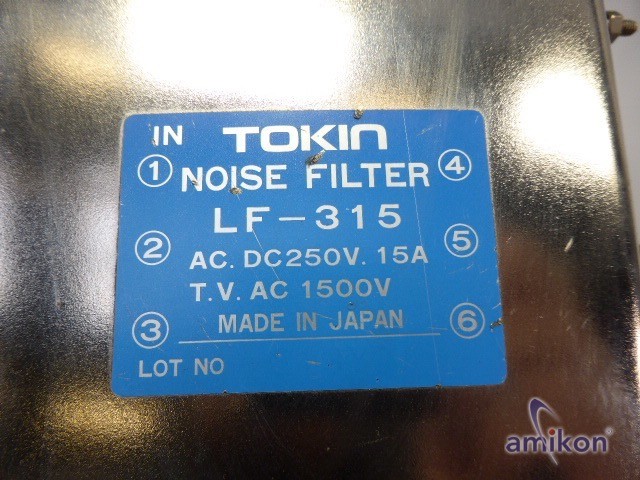 IN TOKIN
① NOISE FILTER ④
LF-315
② AC. DC250V. 15A ⑤
T.V. AC 1500V
③ MADE IN JAPAN ⑥
LOT NO
amikon®